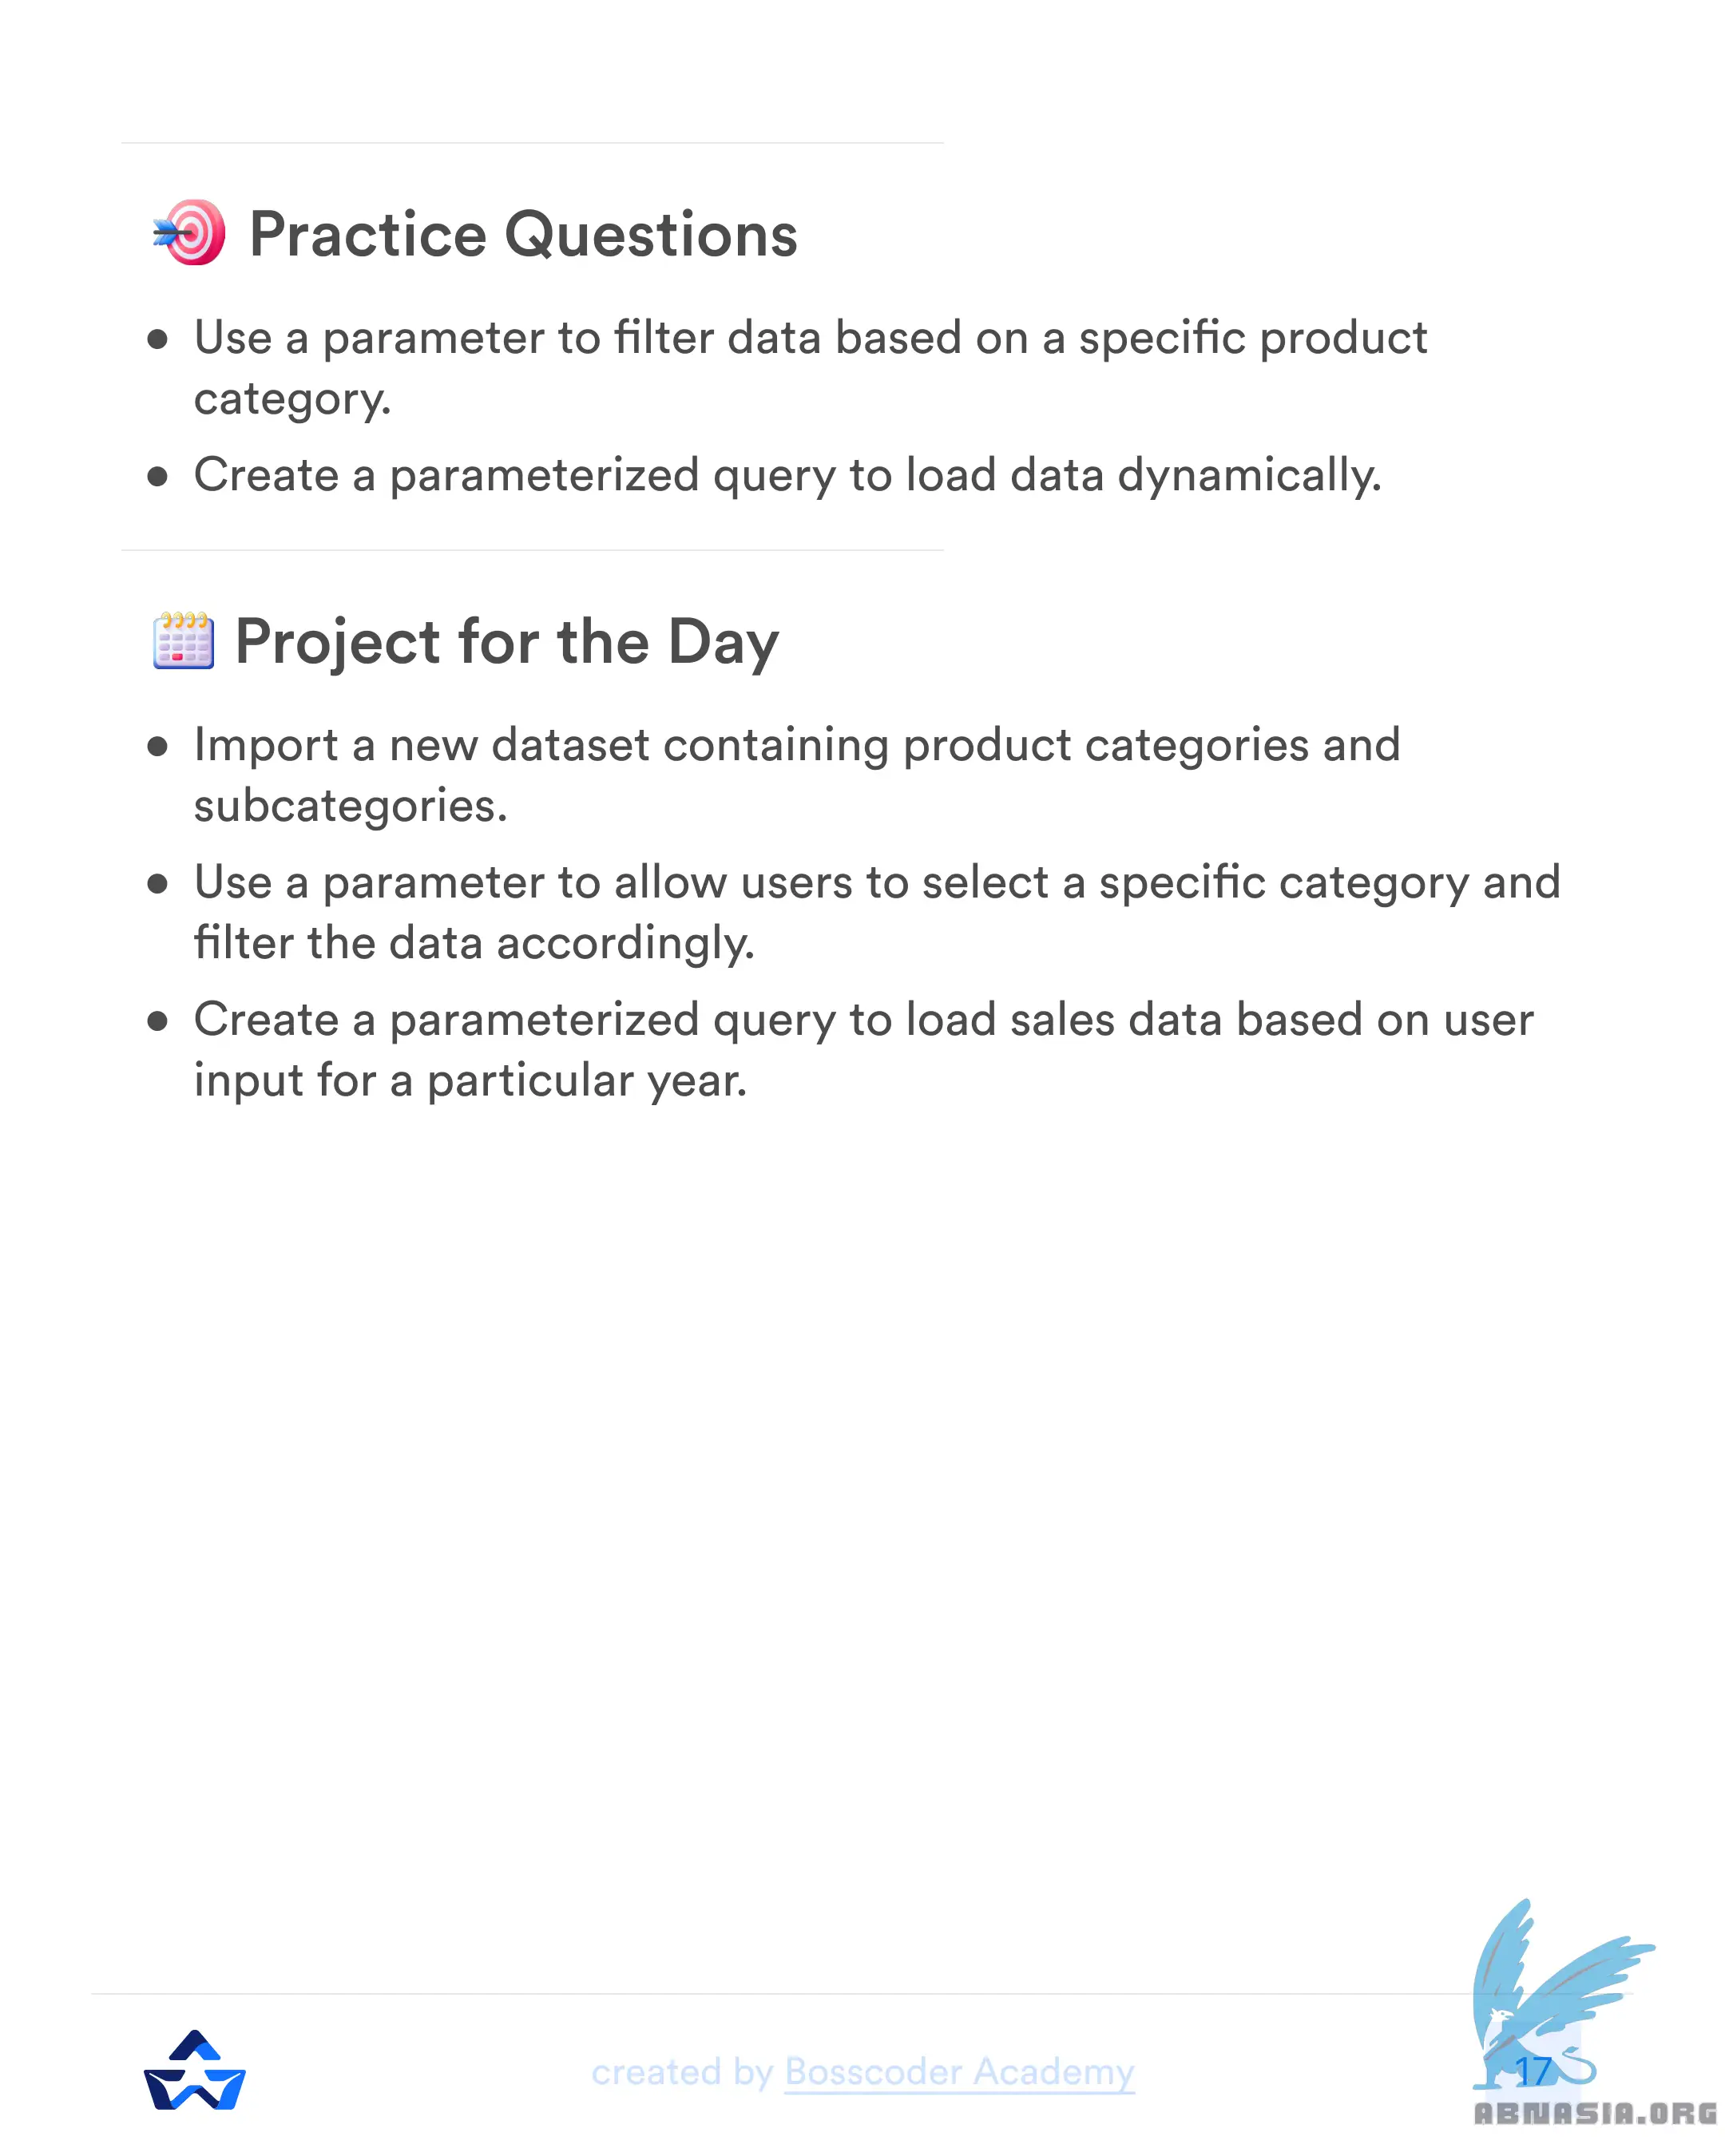 Practice Questions
● Use a parameter to filter data based on a specific product
category.
● Create a parameterized query to load data dynamically.
Project for the Day
● Import a new dataset containing product categories and
subcategories.
● Use a parameter to allow users to select a specific category and
filter the data accordingly.
● Create a parameterized query to load sales data based on user
input for a particular year.
created by Bosscoder Academy
17
ABNASIA.ORG